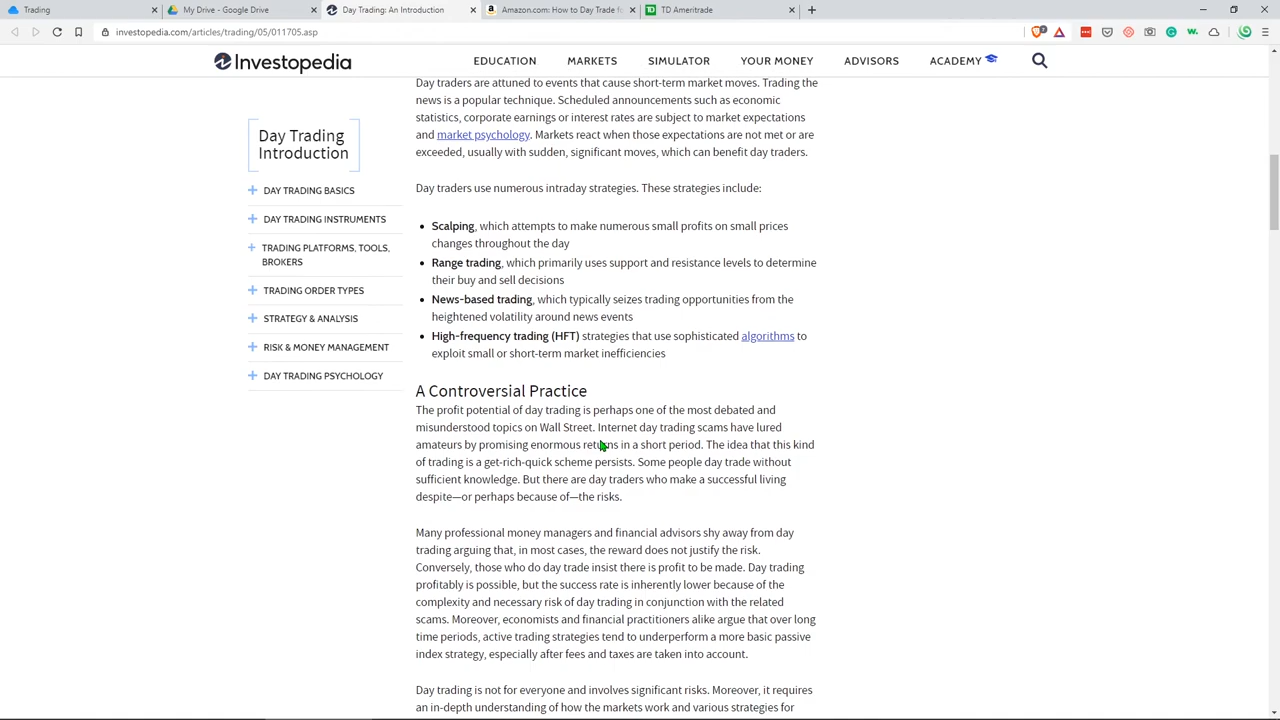 Trading
My Drive - Google Drive
Day Trading: An Introduction
Amazon.com: How to Day Trade fo
TD Ameritrade
investopedia.com/articles/trading/05/011705.asp
Investopedia
EDUCATION
MARKETS
SIMULATOR
YOUR MONEY
ADVISORS
ACADEMY
Day Trading
Introduction
DAY TRADING BASICS
DAY TRADING INSTRUMENTS
TRADING PLATFORMS, TOOLS,
BROKERS
TRADING ORDER TYPES
STRATEGY & ANALYSIS
RISK & MONEY MANAGEMENT
DAY TRADING PSYCHOLOGY
Day traders are attuned to events that cause short-term market moves. Trading the
news is a popular technique. Scheduled announcements such as economic
statistics, corporate earnings or interest rates are subject to market expectations
and market psychology. Markets react when those expectations are not met or are
exceeded, usually with sudden, significant moves, which can benefit day traders.
Day traders use numerous intraday strategies. These strategies include:
Scalping, which attempts to make numerous small profits on small prices
changes throughout the day
Range trading, which primarily uses support and resistance levels to determine
their buy and sell decisions
News-based trading, which typically seizes trading opportunities from the
heightened volatility around news events
High-frequency trading (HFT) strategies that use sophisticated algorithms to
exploit small or short-term market inefficiencies
A Controversial Practice
The profit potential of day trading is perhaps one of the most debated and
misunderstood topics on Wall Street. Internet day trading scams have lured
amateurs by promising enormous returns in a short period. The idea that this kind
of trading is a get-rich-quick scheme persists. Some people day trade without
sufficient knowledge. But there are day traders who make a successful living
despite—or perhaps because of—the risks.
Many professional money managers and financial advisors shy away from day
trading arguing that, in most cases, the reward does not justify the risk.
Conversely, those who do day trade insist there is profit to be made. Day trading
profitably is possible, but the success rate is inherently lower because of the
complexity and necessary risk of day trading in conjunction with the related
scams. Moreover, economists and financial practitioners alike argue that over long
time periods, active trading strategies tend to underperform a more basic passive
index strategy, especially after fees and taxes are taken into account.
Day trading is not for everyone and involves significant risks. Moreover, it requires
an in-depth understanding of how the markets work and various strategies for